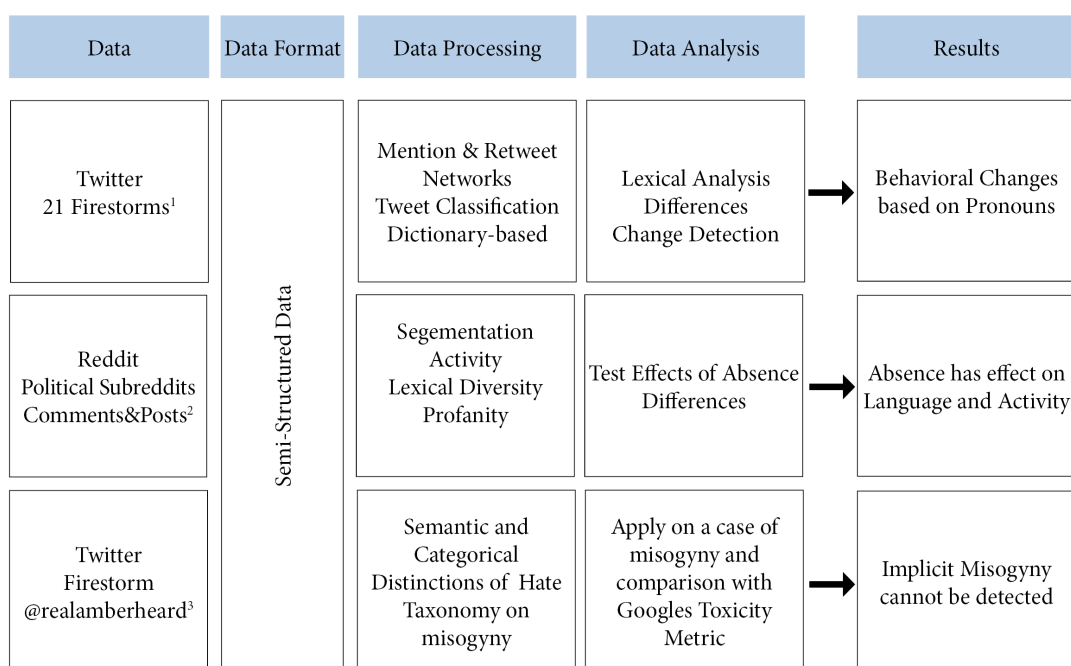 Data
Data Format
Data Processing
Data Analysis
Results
Twitter
21 Firestorms¹
Semi-Structured Data
Mention & Retweet
Networks
Tweet Classification
Dictionary-based
Lexical Analysis
Differences
Change Detection
Behavioral Changes
based on Pronouns
Reddit
Political Subreddits
Comments&Posts²
Segementation
Activity
Lexical Diversity
Profanity
Test Effects of Absence
Differences
Absence has effect on
Language and Activity
Twitter
Firestorm
@realamberheard³
Semantic and
Categorical
Distinctions of Hate
Taxonomy on
misogyny
Apply on a case of
misogyny and
comparison with
Googles Toxicity
Metric
Implicit Misogyny
cannot be detected